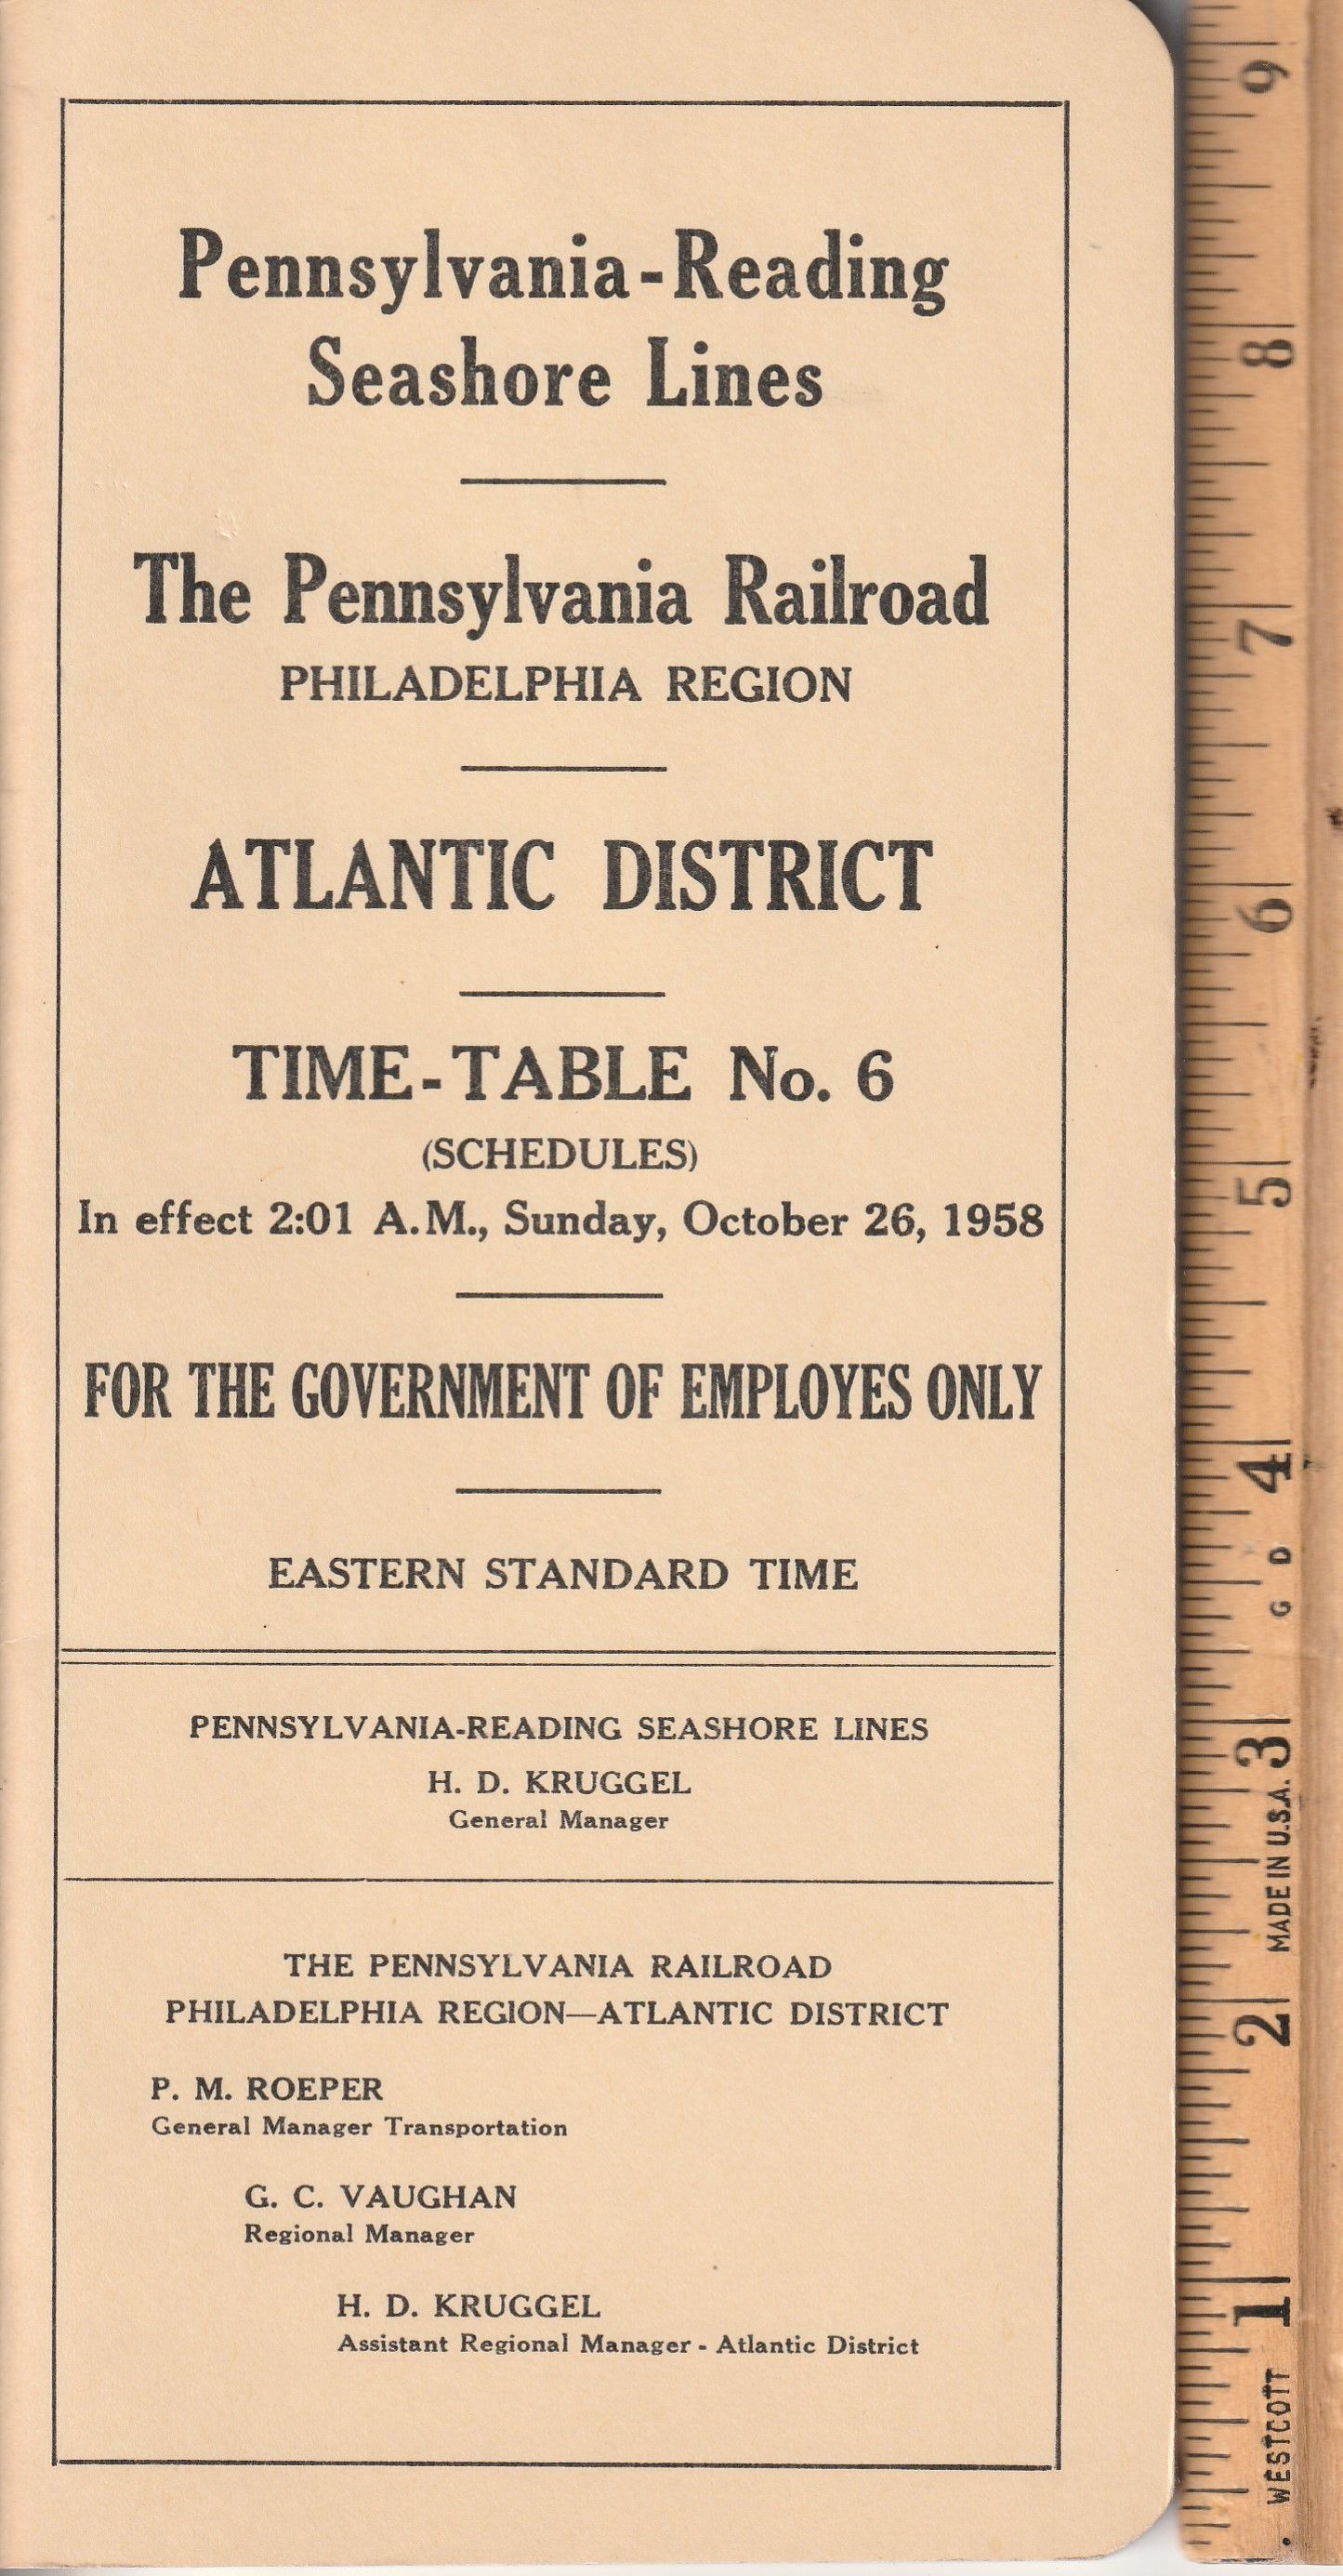 Pennsylvania-Reading
Seashore Lines
The Pennsylvania Railroad
PHILADELPHIA REGION
ATLANTIC DISTRICT
TIME-TABLE No. 6
(SCHEDULES)
In effect 2:01 A.M., Sunday, October 26, 1958
FOR THE GOVERNMENT OF EMPLOYES ONLY
EASTERN STANDARD TIME
PENNSYLVANIA-READING SEASHORE LINES
H. D. KRUGGEL
General Manager
THE PENNSYLVANIA RAILROAD
PHILADELPHIA REGION—ATLANTIC DISTRICT
P. M. ROEPER
General Manager Transportation
G. C. VAUGHAN
Regional Manager
H. D. KRUGGEL
Assistant Regional Manager - Atlantic District
WESTCOTT
1
2
MADE IN U.S.A.
3
G D
4
5
6
7
8
9